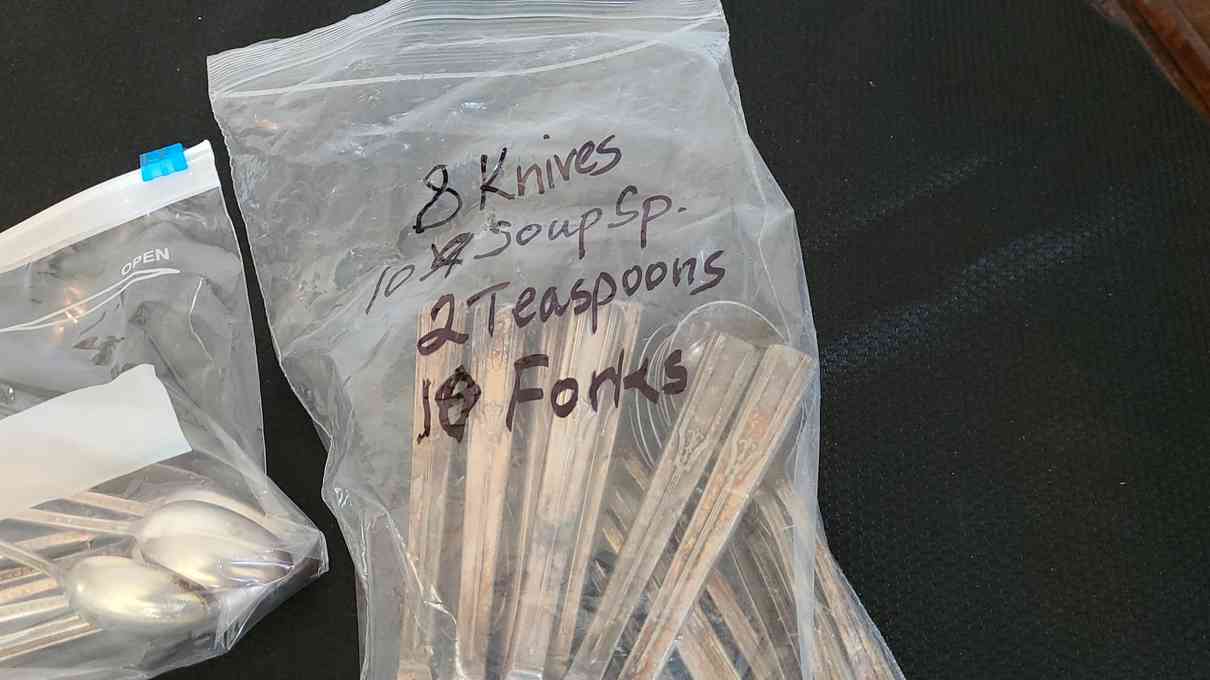 OPEN
8 Knives
10 Soup Sp.
2 Teaspoons
10 Forks